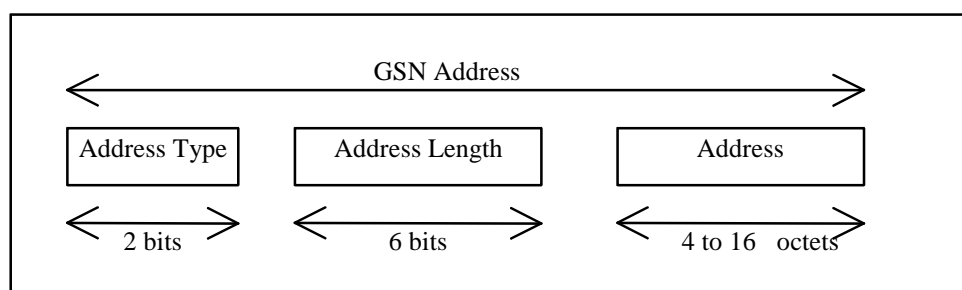 GSN Address
Address Type Address Length Address
2 bits 6 bits 4 to 16 octets